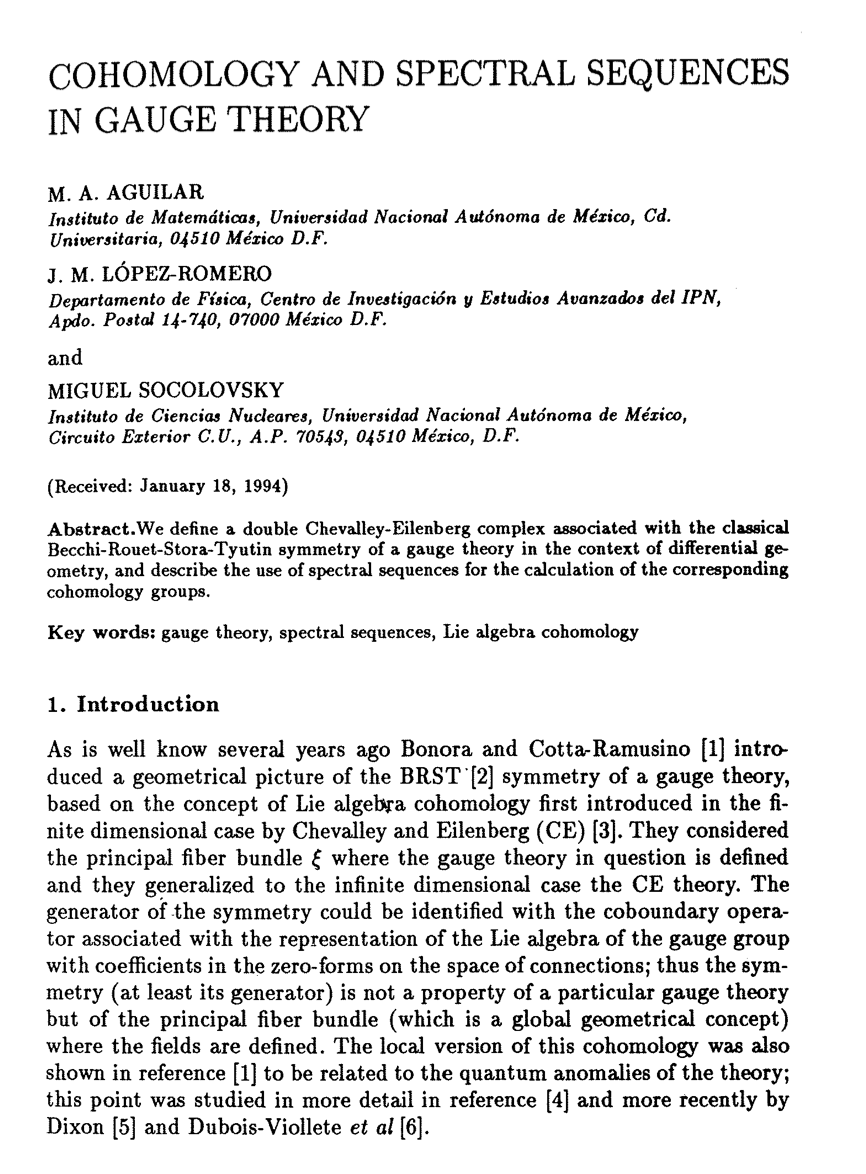 COHOMOLOGY AND SPECTRAL SEQUENCES
IN GAUGE THEORY
M. A. AGUILAR
Instituto de Matemáticas, Universidad Nacional Autónoma de México, Cd.
Universitaria, 04510 México D.F.
J. M. LÓPEZ-ROMERO
Departamento de Física, Centro de Investigación y Estudios Avanzados del IPN,
Apdo. Postal 14-740, 07000 México D.F.
and
MIGUEL SOCOLOVSKY
Instituto de Ciencias Nucleares, Universidad Nacional Autónoma de México,
Circuito Exterior C.U., A.P. 70543, 04510 México, D.F.
(Received: January 18, 1994)
Abstract.We define a double Chevalley-Eilenberg complex associated with the classical
Becchi-Rouet-Stora-Tyutin symmetry of a gauge theory in the context of differential ge-
ometry, and describe the use of spectral sequences for the calculation of the corresponding
cohomology groups.
Key words: gauge theory, spectral sequences, Lie algebra cohomology
1. Introduction
As is well know several years ago Bonora and Cotta-Ramusino [1] intro-
duced a geometrical picture of the BRST [2] symmetry of a gauge theory,
based on the concept of Lie algebra cohomology first introduced in the fi-
nite dimensional case by Chevalley and Eilenberg (CE) [3]. They considered
the principal fiber bundle ξ where the gauge theory in question is defined
and they generalized to the infinite dimensional case the CE theory. The
generator of the symmetry could be identified with the coboundary opera-
tor associated with the representation of the Lie algebra of the gauge group
with coefficients in the zero-forms on the space of connections; thus the sym-
metry (at least its generator) is not a property of a particular gauge theory
but of the principal fiber bundle (which is a global geometrical concept)
where the fields are defined. The local version of this cohomology was also
shown in reference [1] to be related to the quantum anomalies of the theory;
this point was studied in more detail in reference [4] and more recently by
Dixon [5] and Dubois-Viollete et al [6].